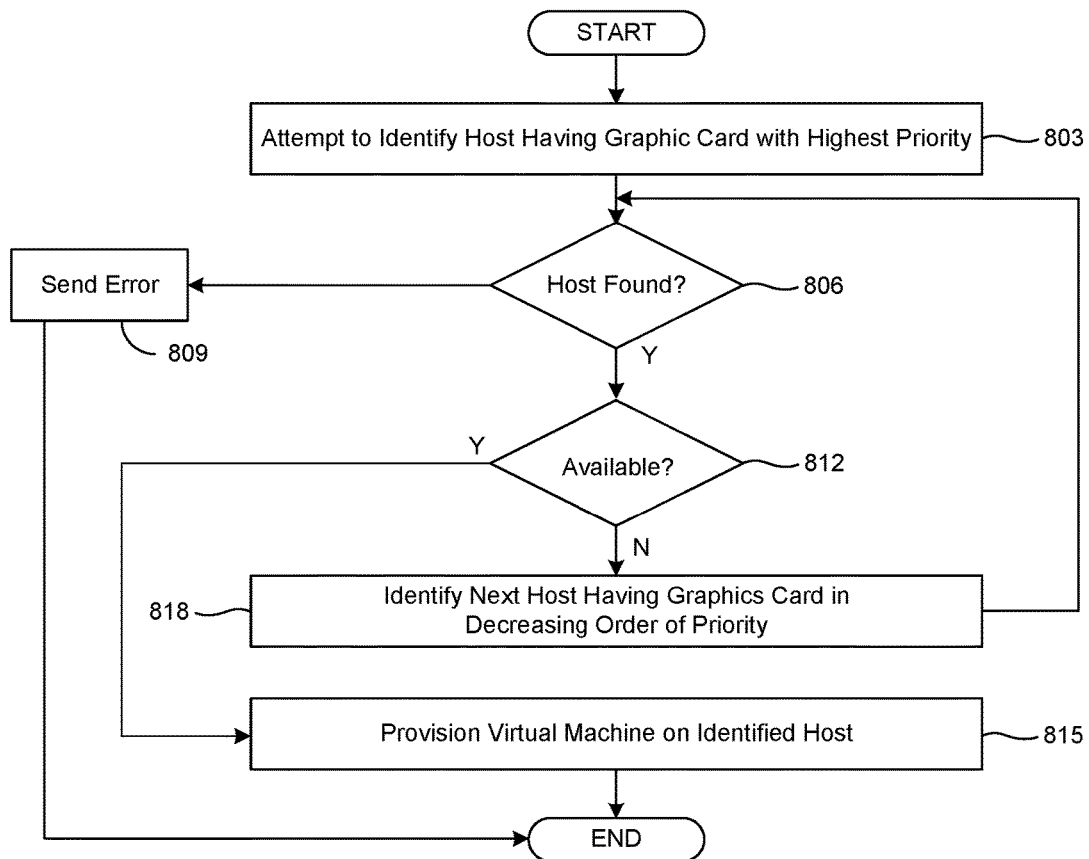 START
Attempt to Identify Host Having Graphic Card with Highest Priority
803
Host Found?
806
Send Error
809
Y
Available?
812
Y
N
Identify Next Host Having Graphics Card in
Decreasing Order of Priority
818
Provision Virtual Machine on Identified Host
815
END